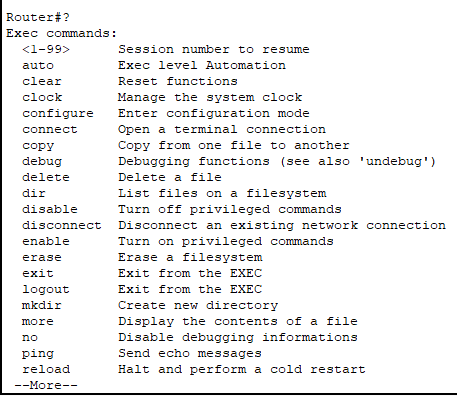 Router#?
Exec commands:
  <1-99>      Session number to resume
  auto        Exec level Automation
  clear       Reset functions
  clock       Manage the system clock
  configure   Enter configuration mode
  connect     Open a terminal connection
  copy        Copy from one file to another
  debug       Debugging functions (see also 'undebug')
  delete      Delete a file
  dir         List files on a filesystem
  disable     Turn off privileged commands
  disconnect  Disconnect an existing network connection
  enable      Turn on privileged commands
  erase       Erase a filesystem
  exit        Exit from the EXEC
  logout      Exit from the EXEC
  mkdir       Create new directory
  more        Display the contents of a file
  no          Disable debugging informations
  ping        Send echo messages
  reload      Halt and perform a cold restart
 --More--